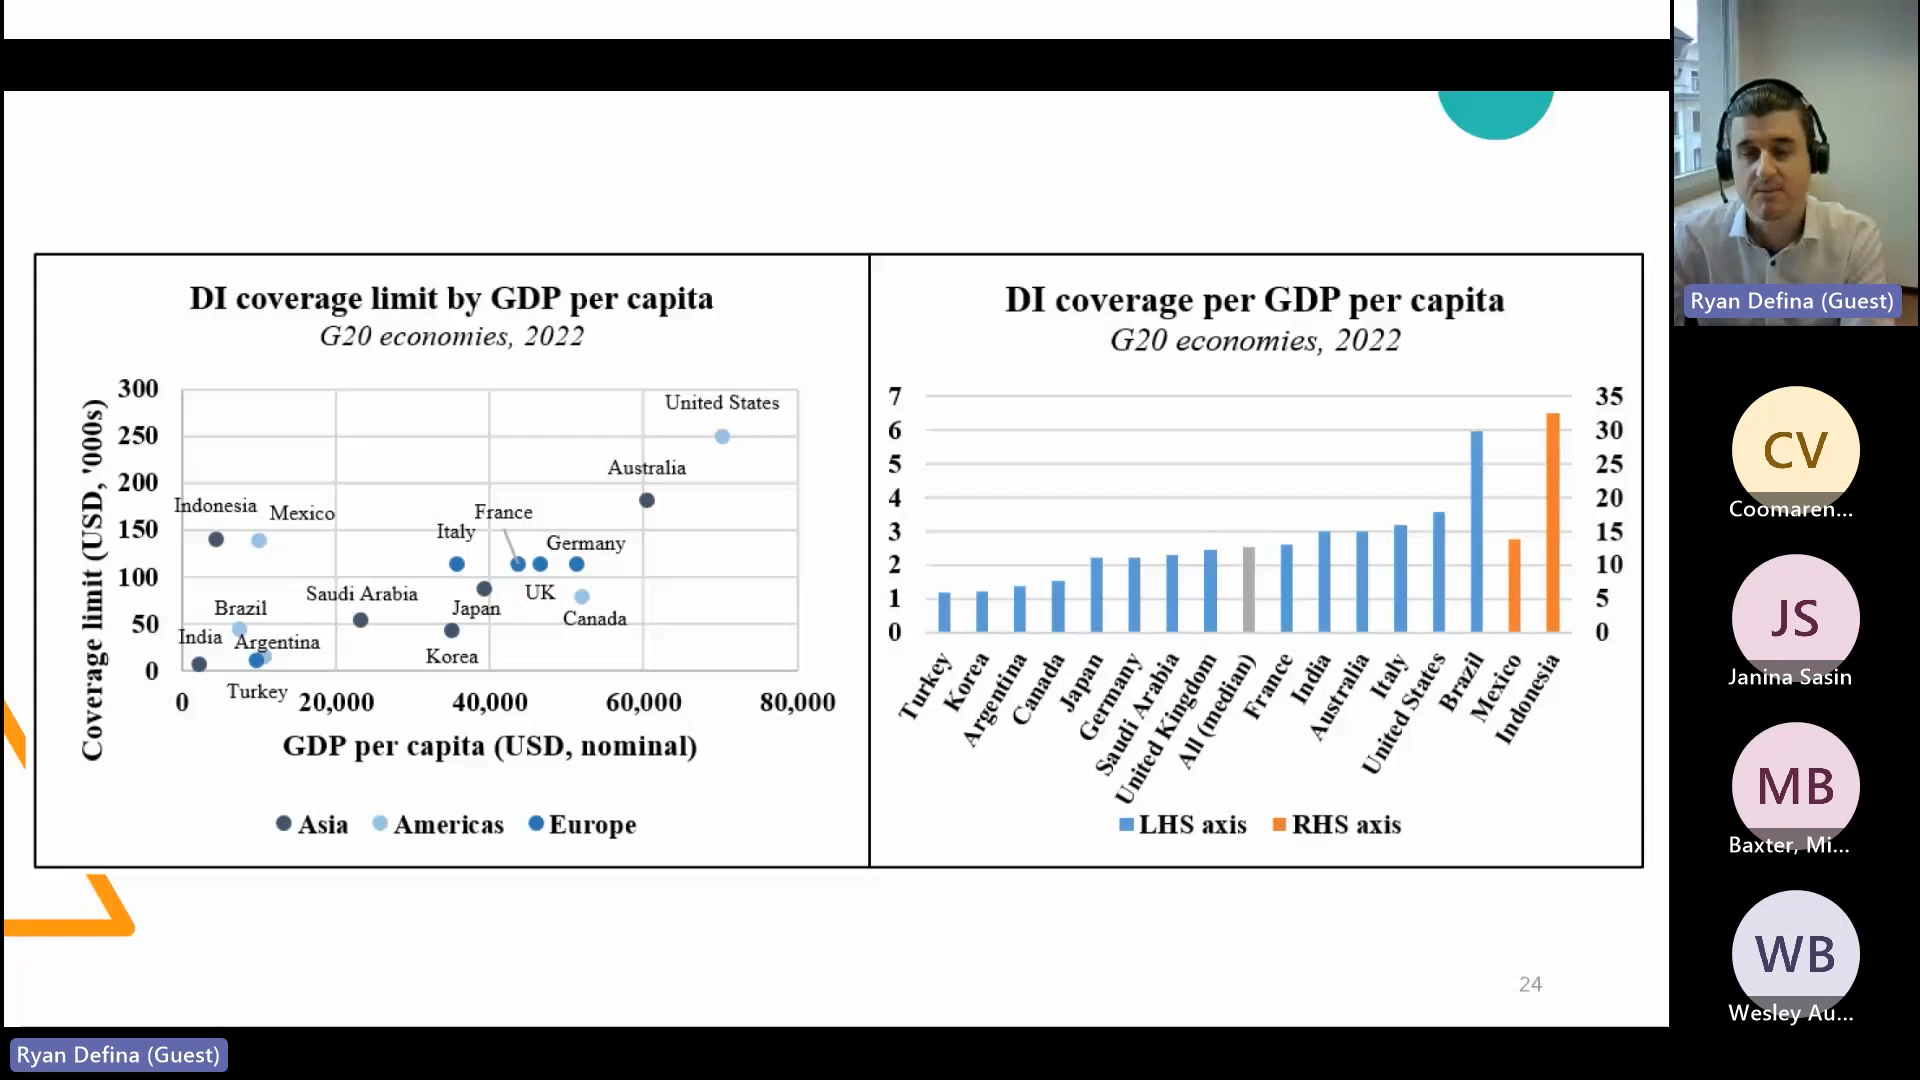 DI coverage limit by GDP per capita
G20 economies, 2022
Coverage limit (USD, '000s)
300
250
200
150
100
50
0
United States
Australia
Indonesia
Mexico
France
Italy
Germany
Saudi Arabia
UK
Japan
Canada
Brazil
India
Argentina
Korea
Turkey
0
20,000
40,000
60,000
80,000
GDP per capita (USD, nominal)
Asia
Americas
Europe
DI coverage per GDP per capita
G20 economies, 2022
7
6
5
4
3
2
1
0
35
30
25
20
15
10
5
0
Turkey
Korea
Argentina
Canada
Japan
Germany
Saudi Arabia
United Kingdom
All (median)
France
India
Australia
Italy
United States
Brazil
Mexico
Indonesia
LHS axis
RHS axis
24
Ryan Defina (Guest)
Ryan Defina (Guest)
CV
Coomaren...
JS
Janina Sasin
MB
Baxter, Mi...
WB
Wesley Au...